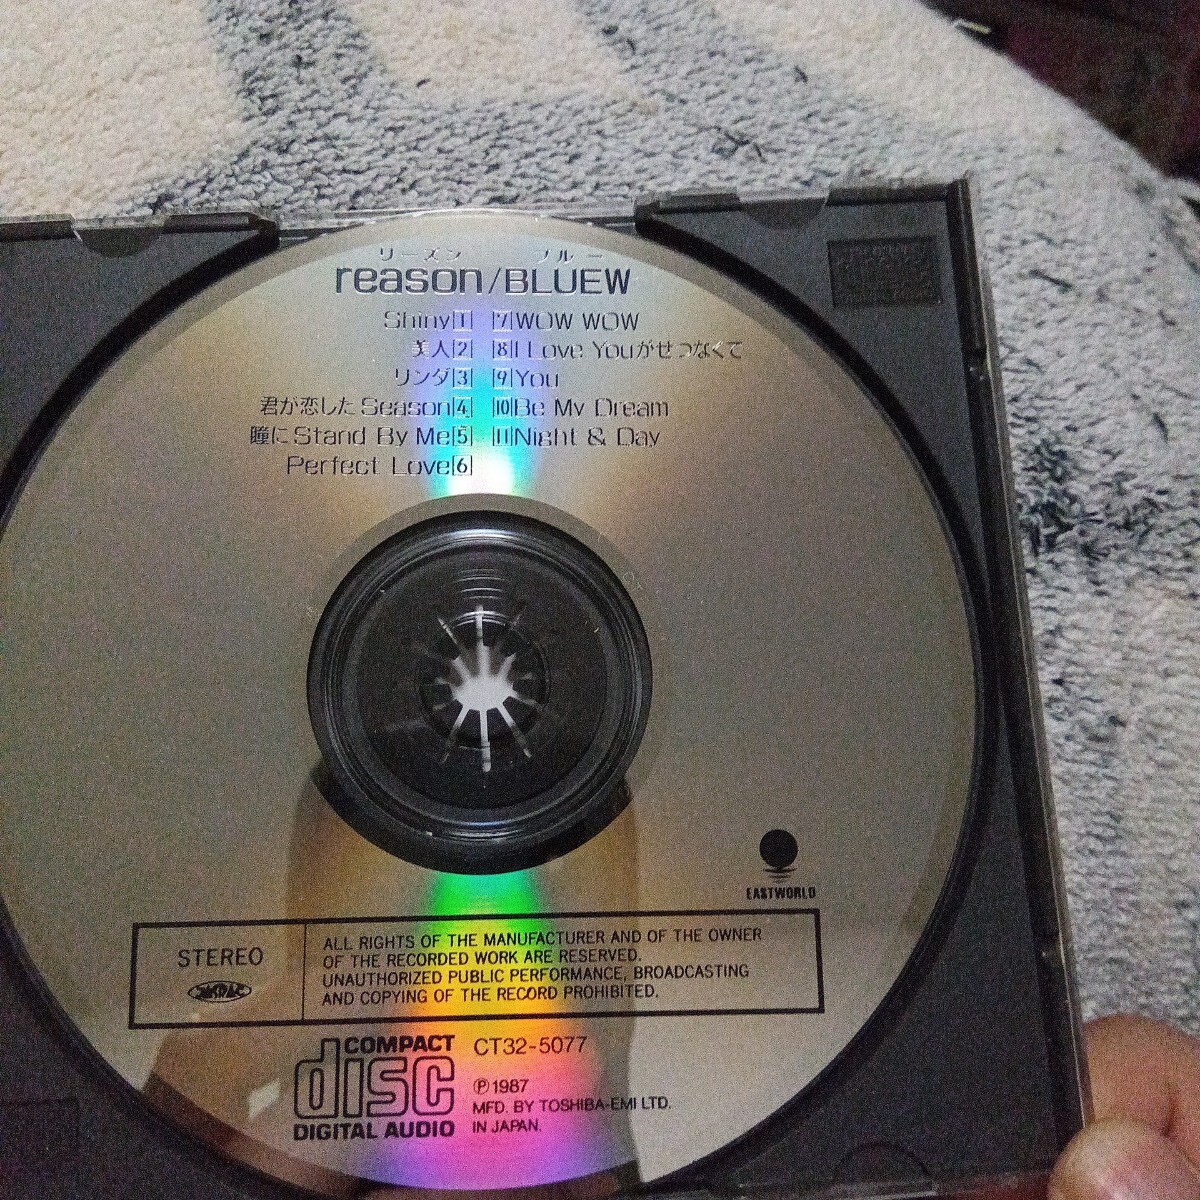 リーズン ブルー
reason/BLUEW
Shiny 1
美人 2
リンダ 3
君が恋したSeason 4
瞳にStand By Me 5
Perfect Love 6
7 WOW WOW
8 I Love Youがせつなくて
9 You
10 Be My Dream
11 Night & Day
EASTWORLD
STEREO
JASRAC
ALL RIGHTS OF THE MANUFACTURER AND OF THE OWNER
OF THE RECORDED WORK ARE RESERVED.
UNAUTHORIZED PUBLIC PERFORMANCE, BROADCASTING
AND COPYING OF THE RECORD PROHIBITED.
COMPACT
disc
DIGITAL AUDIO
CT32-5077
Ⓟ1987
MFD. BY TOSHIBA-EMI LTD.
IN JAPAN.